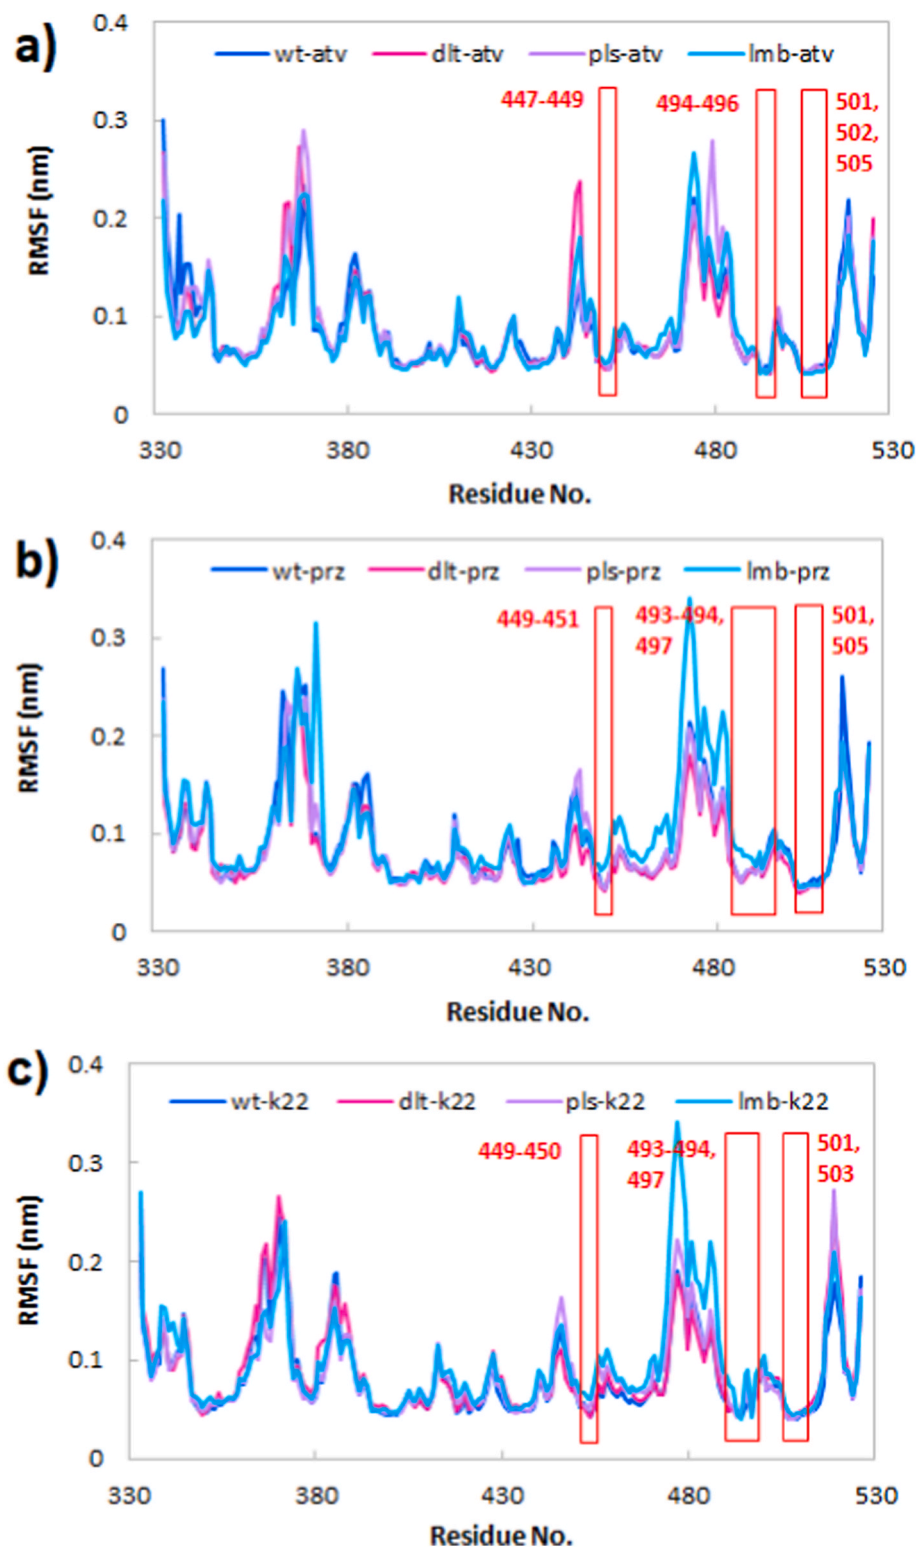 a)
0.4
wt-atv dlt-atv pls-atv lmb-atv
447-449 494-496 501,
502,
505
0.3
0.2
0.1
0
RMSF (nm)
330 380 430 480 530
Residue No.
b)
0.4
wt-prz dlt-prz pls-prz lmb-prz
449-451 493-494, 501,
497 505
0.3
0.2
0.1
0
RMSF (nm)
330 380 430 480 530
Residue No.
c)
0.4
wt-k22 dlt-k22 pls-k22 lmb-k22
449-450 493-494, 501,
497 503
0.3
0.2
0.1
0
RMSF (nm)
330 380 430 480 530
Residue No.